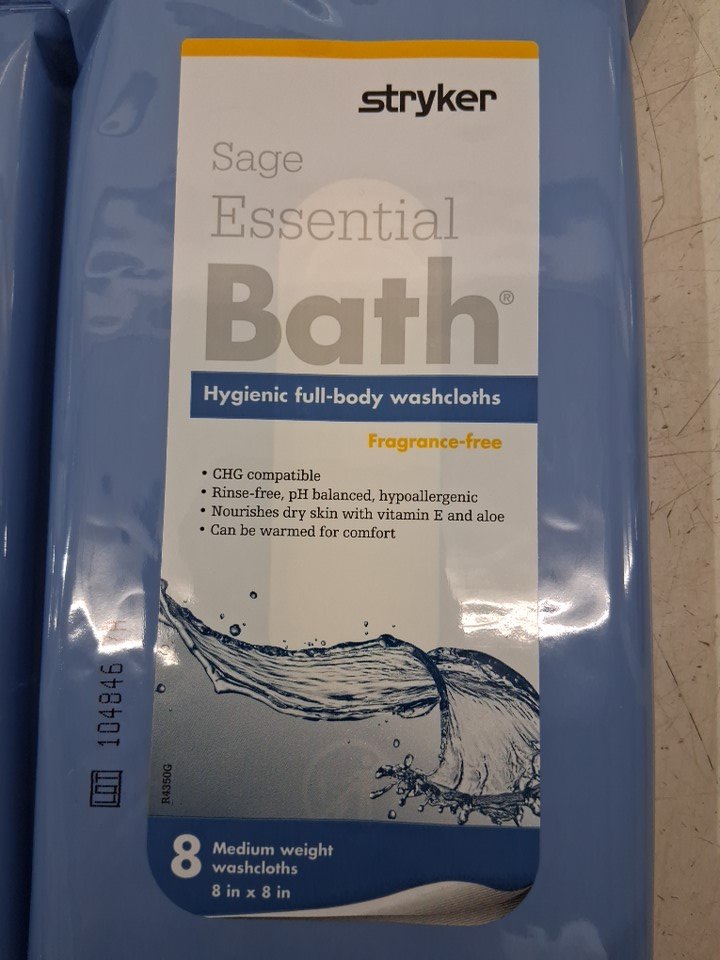 stryker
Sage
Essential
Bath®
Hygienic full-body washcloths
Fragrance-free
• CHG compatible
• Rinse-free, pH balanced, hypoallergenic
• Nourishes dry skin with vitamin E and aloe
• Can be warmed for comfort
LOT 104846
R4350G
8 Medium weight
washcloths
8 in x 8 in